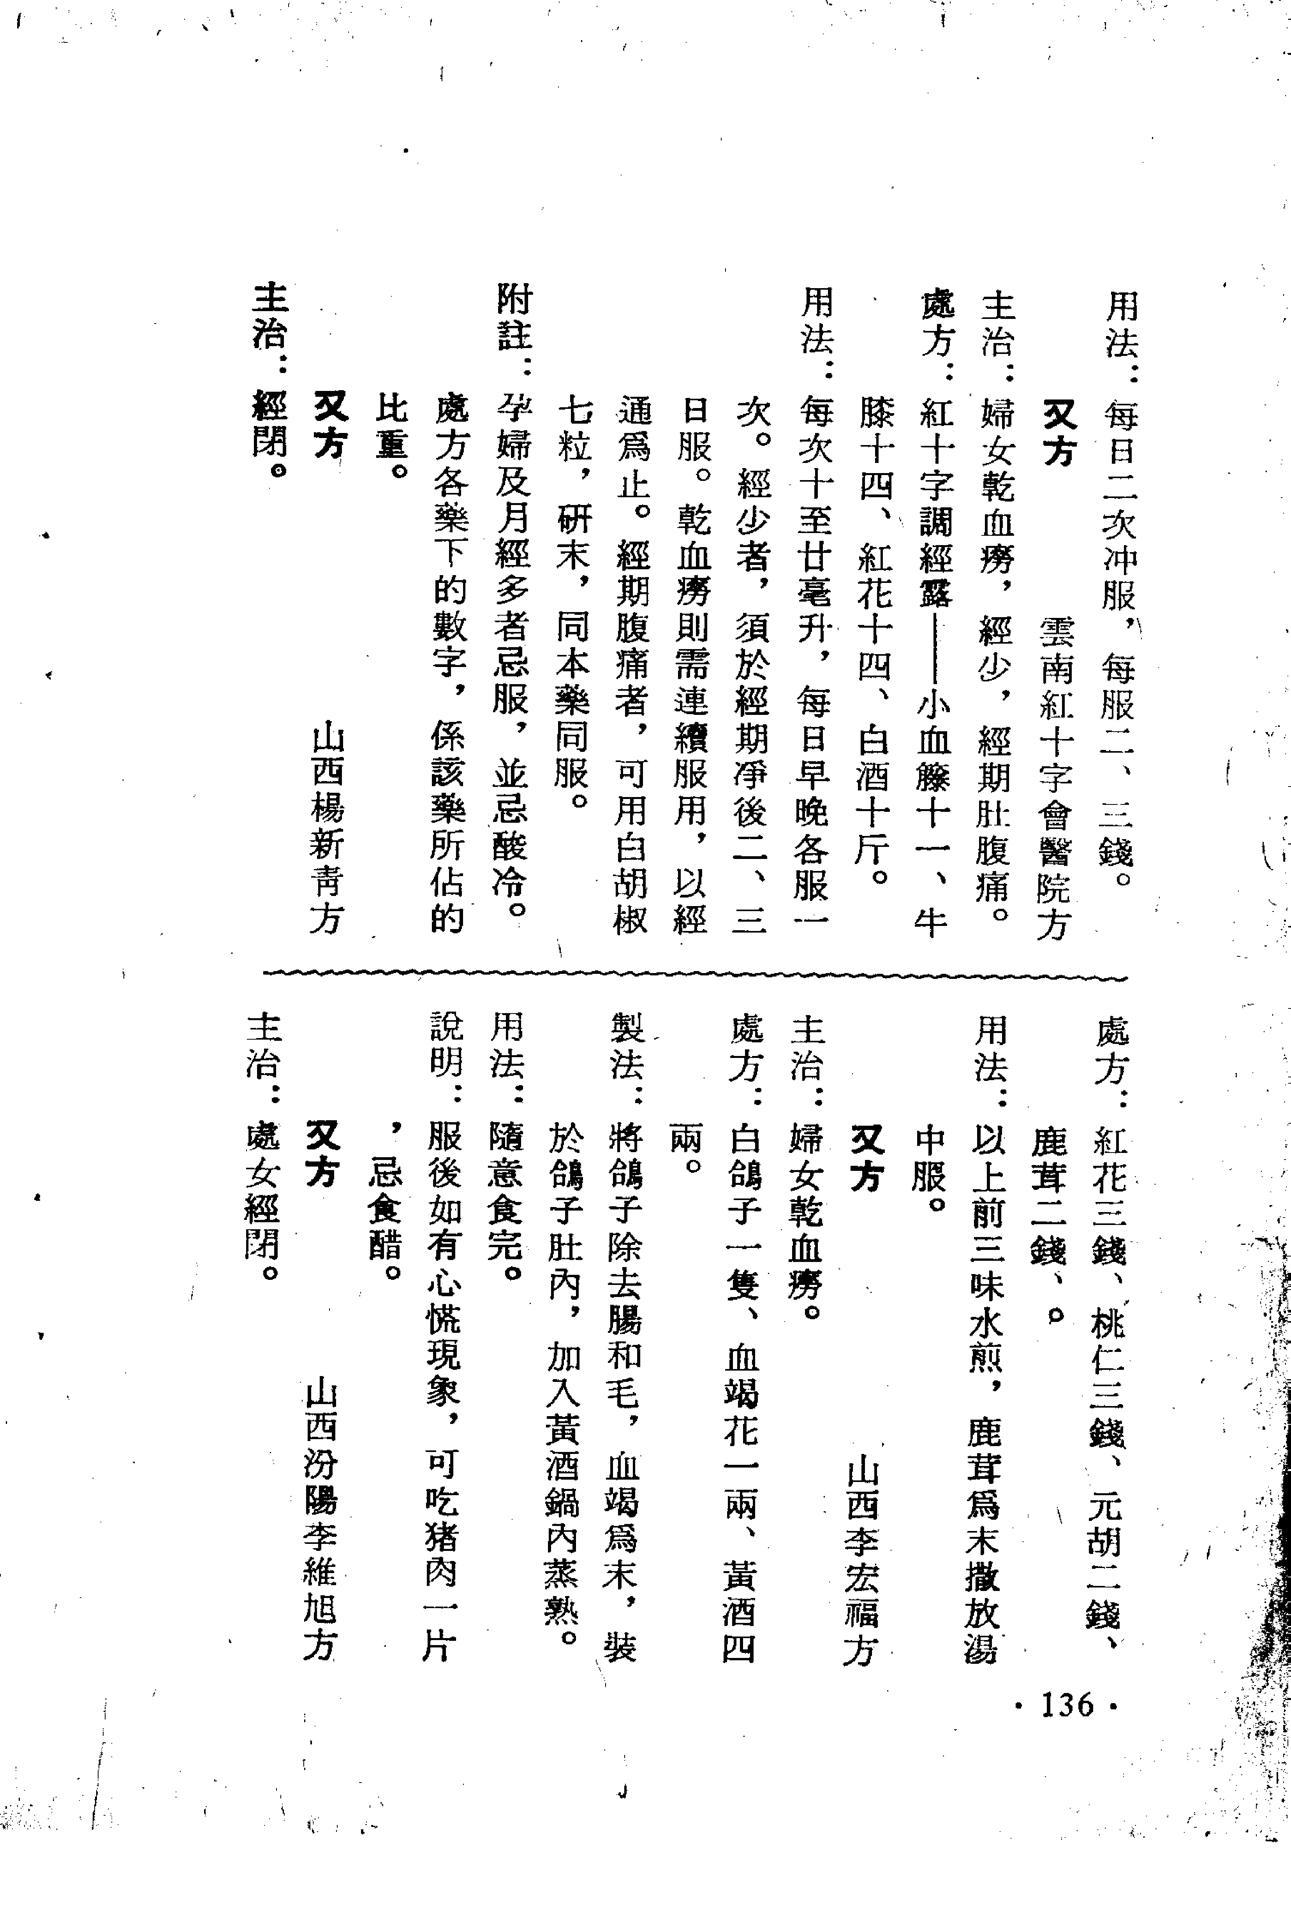 用法：每日二次冲服，每服二、三錢。
又方　雲南紅十字會醫院方
主治：婦女乾血癆，經少，經期肚腹痛。
處方：紅十字調經露——小血籐十一、牛
膝十四、紅花十四、白酒十斤。
用法：每次十至廿毫升，每日早晚各服一
次。經少者，須於經期凈後二、三
日服。乾血癆則需連續服用，以經
通爲止。經期腹痛者，可用白胡椒
七粒，硏末，同本藥同服。
附註：孕婦及月經多者忌服，並忌酸冷。
處方各藥下的數字，係該藥所佔的
比重。
又方　山西楊新靑方
主治：經閉。
處方：紅花三錢、桃仁三錢、元胡二錢、
鹿茸二錢、。
用法：以上前三味水煎，鹿茸爲末撒放湯
中服。
又方　山西李宏福方
主治：婦女乾血癆。
處方：白鴿子一隻、血竭花一兩、黃酒四
兩。
製法：將鴿子除去腸和毛，血竭爲末，裝
於鴿子肚內，加入黃酒鍋內蒸熟。
用法：隨意食完。
說明：服後如有心慌現象，可吃猪肉一片
，忌食醋。
又方　山西汾陽李維旭方
主治：處女經閉。
·136·